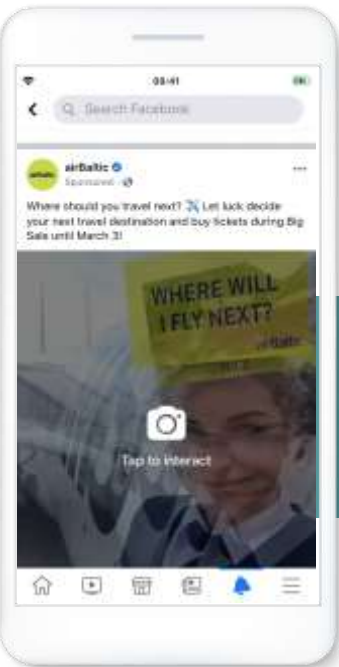 09:41
Search Facebook
airBaltic
Sponsored
Where should you travel next? ✈ Let luck decide
your next travel destination and buy tickets during Big
Sale until March 3!
WHERE WILL
I FLY NEXT?
airBaltic
Tap to interact